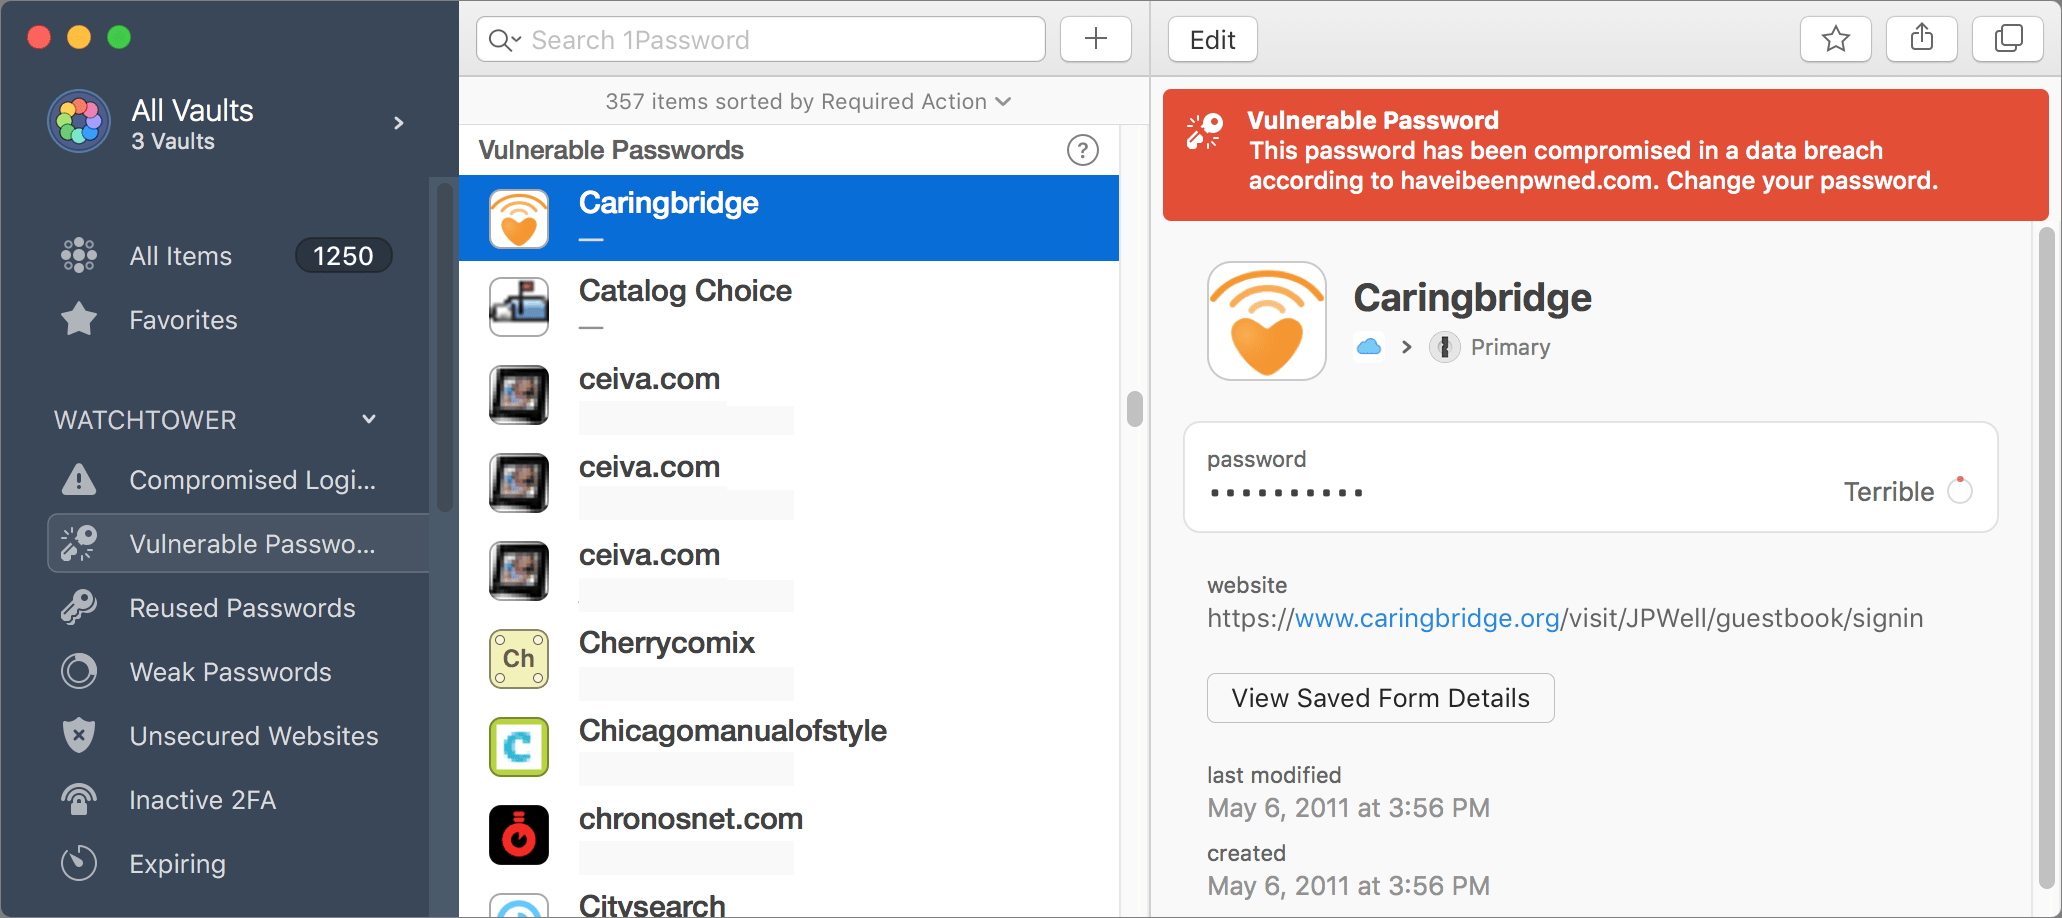 All Vaults
3 Vaults
All Items 1250
Favorites
WATCHTOWER
Compromised Logi...
Vulnerable Passwo...
Reused Passwords
Weak Passwords
Unsecured Websites
Inactive 2FA
Expiring
Search 1Password
357 items sorted by Required Action
Vulnerable Passwords ?
Caringbridge
—
Catalog Choice
—
ceiva.com
ceiva.com
ceiva.com
Ch Cherrycomix
C Chicagomanualofstyle
chronosnet.com
Citysearch
Edit
Vulnerable Password
This password has been compromised in a data breach
according to haveibeenpwned.com. Change your password.
Caringbridge
Primary
password
•••••••••• Terrible
website
https://www.caringbridge.org/visit/JPWell/guestbook/signin
View Saved Form Details
last modified
May 6, 2011 at 3:56 PM
created
May 6, 2011 at 3:56 PM